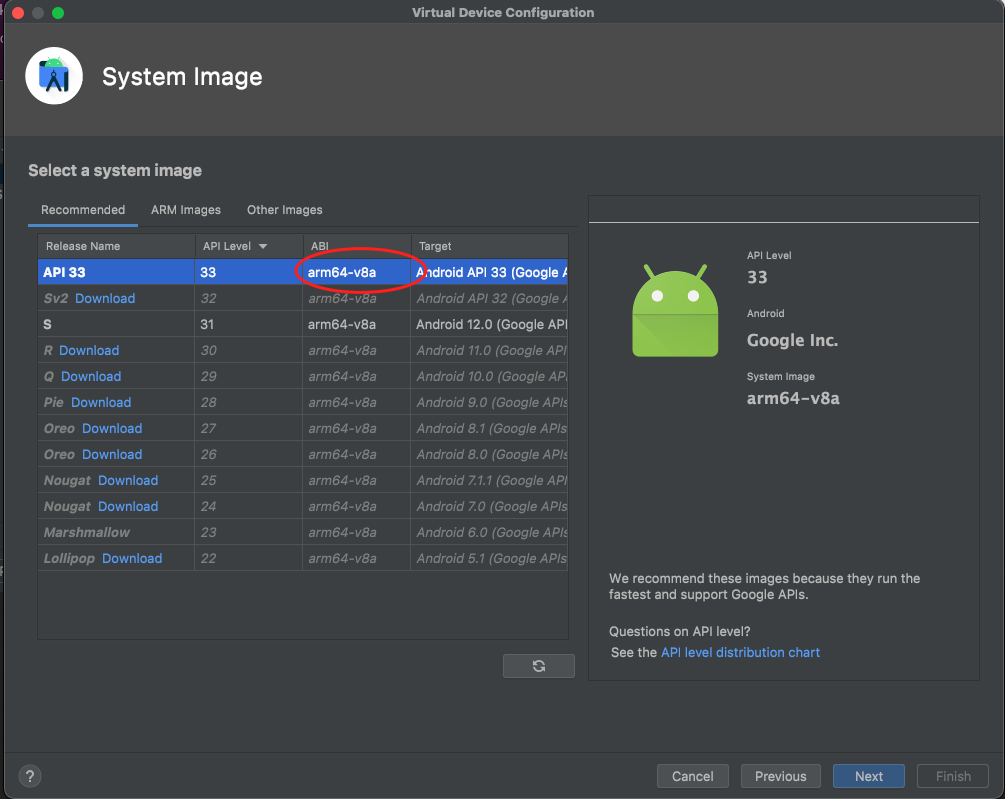 Virtual Device Configuration
System Image
Select a system image
Recommended ARM Images Other Images
Release Name API Level ABI Target
API 33 33 arm64-v8a Android API 33 (Google A
Sv2 Download 32 arm64-v8a Android API 32 (Google A
S 31 arm64-v8a Android 12.0 (Google API
R Download 30 arm64-v8a Android 11.0 (Google API
Q Download 29 arm64-v8a Android 10.0 (Google API
Pie Download 28 arm64-v8a Android 9.0 (Google APIs
Oreo Download 27 arm64-v8a Android 8.1 (Google APIs
Oreo Download 26 arm64-v8a Android 8.0 (Google APIs
Nougat Download 25 arm64-v8a Android 7.1.1 (Google API
Nougat Download 24 arm64-v8a Android 7.0 (Google APIs
Marshmallow 23 arm64-v8a Android 6.0 (Google APIs
Lollipop Download 22 arm64-v8a Android 5.1 (Google APIs
API Level
33
Android
Google Inc.
System Image
arm64-v8a
We recommend these images because they run the
fastest and support Google APIs.
Questions on API level?
See the API level distribution chart
? Cancel Previous Next Finish